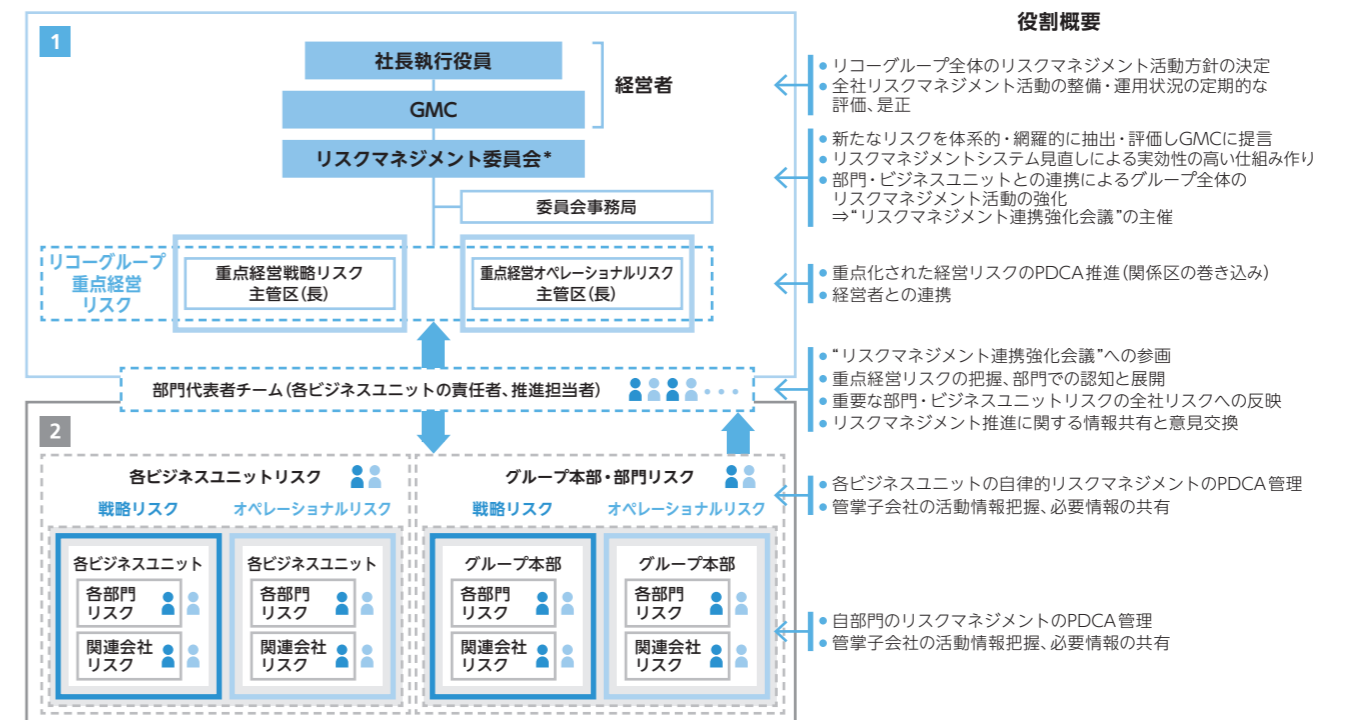 役割概要
1
社長執行役員
GMC
経営者
リスクマネジメント委員会*
委員会事務局
リコーグループ
重点経営
リスク
重点経営戦略リスク
主管区(長)
重点経営オペレーショナルリスク
主管区(長)
部門代表者チーム(各ビジネスユニットの責任者、推進担当者)
2
各ビジネスユニットリスク
戦略リスク
オペレーショナルリスク
各ビジネスユニット
各部門
リスク
関連会社
リスク
各ビジネスユニット
各部門
リスク
関連会社
リスク
グループ本部・部門リスク
戦略リスク
オペレーショナルリスク
グループ本部
各部門
リスク
関連会社
リスク
グループ本部
各部門
リスク
関連会社
リスク
● リコーグループ全体のリスクマネジメント活動方針の決定
● 全社リスクマネジメント活動の整備・運用状況の定期的な
評価、是正
● 新たなリスクを体系的・網羅的に抽出・評価しGMCに提言
● リスクマネジメントシステム見直しによる実効性の高い仕組み作り
● 部門・ビジネスユニットとの連携によるグループ全体の
リスクマネジメント活動の強化
⇒“リスクマネジメント連携強化会議”の主催
● 重点化された経営リスクのPDCA推進(関係区の巻き込み)
● 経営者との連携
● “リスクマネジメント連携強化会議”への参画
● 重点経営リスクの把握、部門での認知と展開
● 重要な部門・ビジネスユニットリスクの全社リスクへの反映
● リスクマネジメント推進に関する情報共有と意見交換
● 各ビジネスユニットの自律的リスクマネジメントのPDCA管理
● 管掌子会社の活動情報把握、必要情報の共有
● 自部門のリスクマネジメントのPDCA管理
● 管掌子会社の活動情報把握、必要情報の共有